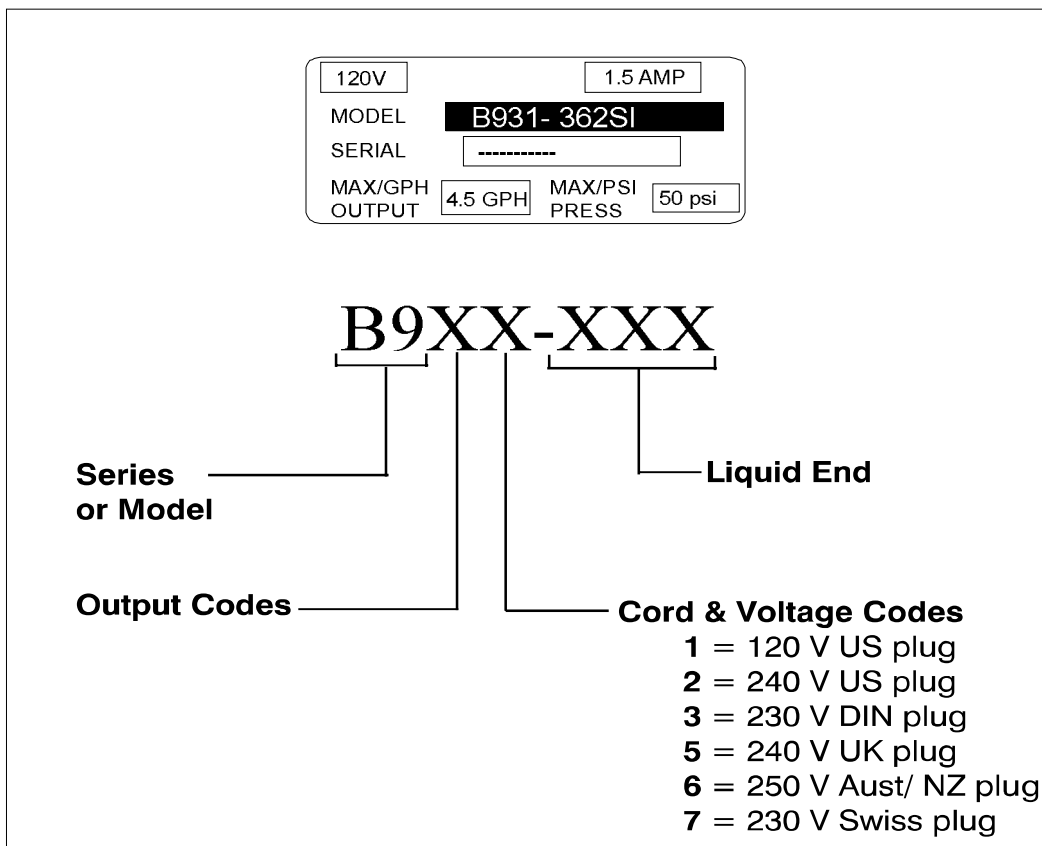 120V 1.5 AMP
MODEL B931- 362SI
SERIAL -----------
MAX/GPH OUTPUT 4.5 GPH MAX/PSI PRESS 50 psi
B9XX-XXX
Series
or Model
Liquid End
Output Codes
Cord & Voltage Codes
1 = 120 V US plug
2 = 240 V US plug
3 = 230 V DIN plug
5 = 240 V UK plug
6 = 250 V Aust/ NZ plug
7 = 230 V Swiss plug